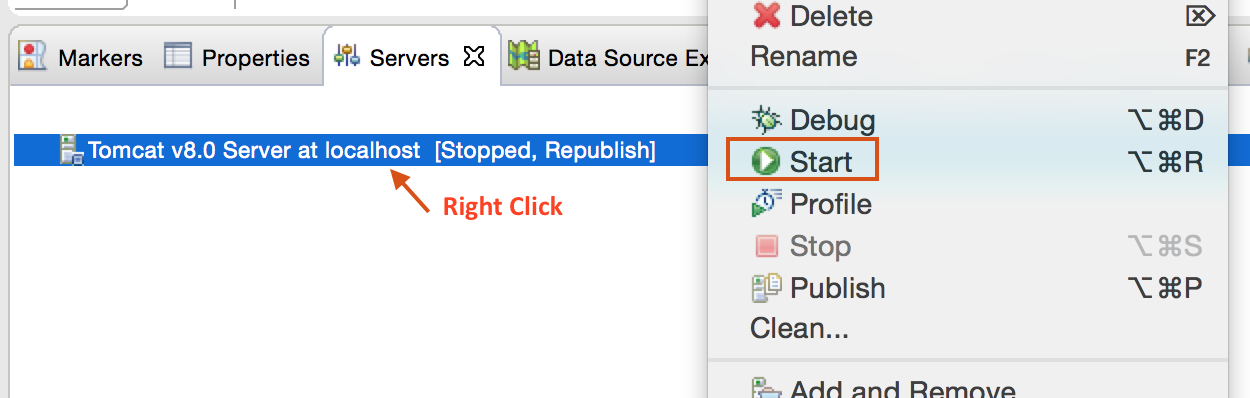 Markers Properties Servers Data Source Ex
Tomcat v8.0 Server at localhost [Stopped, Republish]
Right Click
Delete ⌦
Rename F2
Debug ⌥⌘D
Start ⌥⌘R
Profile
Stop ⌥⌘S
Publish ⌥⌘P
Clean...
Add and Remove